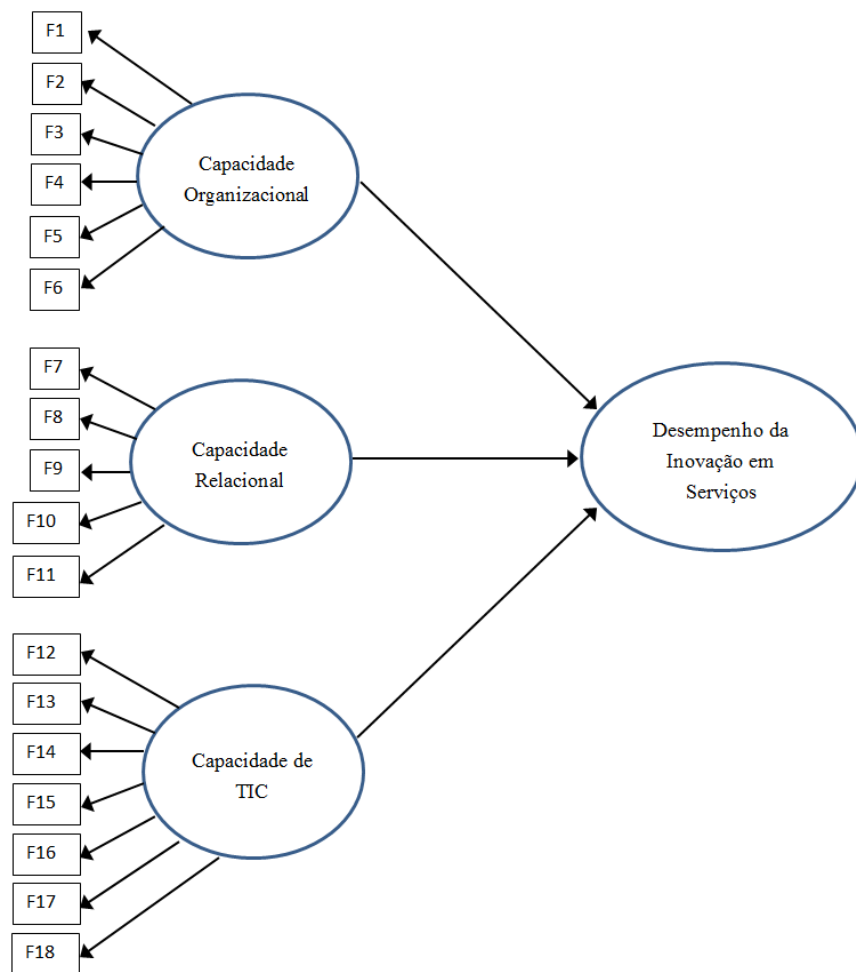 F1
F2
F3
F4
F5
F6
Capacidade
Organizacional
F7
F8
F9
F10
F11
Capacidade
Relacional
Desempenho da
Inovação em
Serviços
F12
F13
F14
F15
F16
F17
F18
Capacidade de
TIC